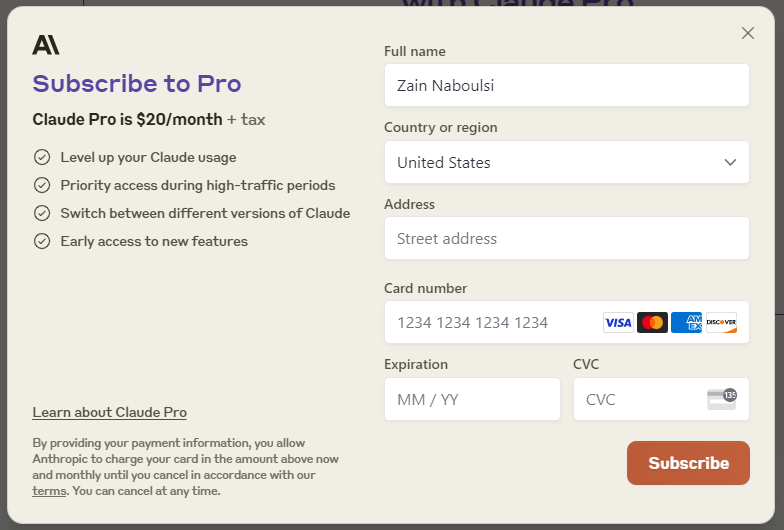 with Claude Pro
Subscribe to Pro
Claude Pro is $20/month + tax
Level up your Claude usage
Priority access during high-traffic periods
Switch between different versions of Claude
Early access to new features
Learn about Claude Pro
By providing your payment information, you allow
Anthropic to charge your card in the amount above now
and monthly until you cancel in accordance with our
terms. You can cancel at any time.
Full name
Zain Naboulsi
Country or region
United States
Address
Street address
Card number
1234 1234 1234 1234
VISA
AM
EX
DISCOVER
Expiration
MM / YY
CVC
CVC
135
Subscribe